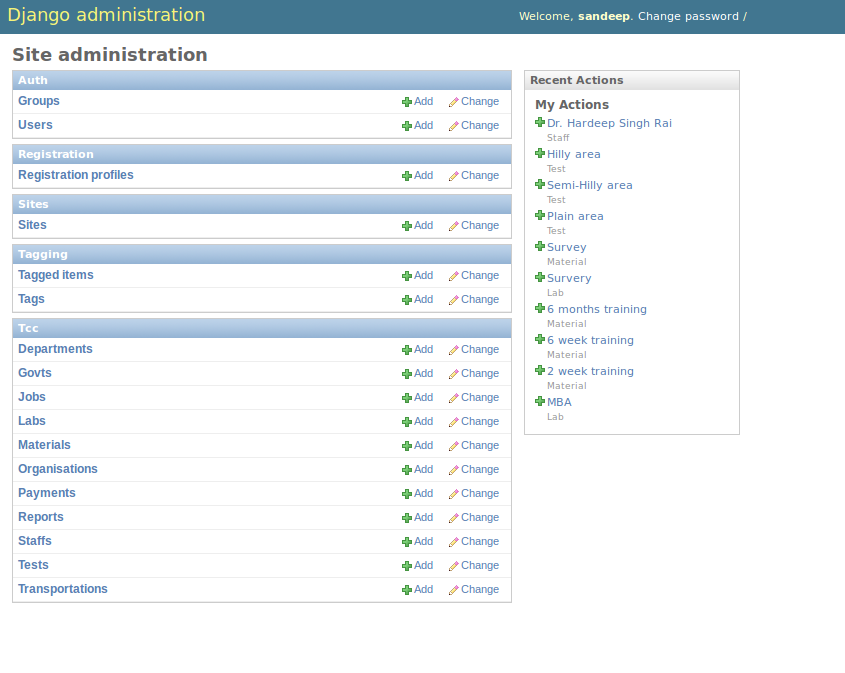 Django administration
Welcome, sandeep. Change password /
Site administration
Auth
Groups Add Change
Users Add Change
Registration
Registration profiles Add Change
Sites
Sites Add Change
Tagging
Tagged items Add Change
Tags Add Change
Tcc
Departments Add Change
Govts Add Change
Jobs Add Change
Labs Add Change
Materials Add Change
Organisations Add Change
Payments Add Change
Reports Add Change
Staffs Add Change
Tests Add Change
Transportations Add Change
Recent Actions
My Actions
Dr. Hardeep Singh Rai
Staff
Hilly area
Test
Semi-Hilly area
Test
Plain area
Test
Survey
Material
Survery
Lab
6 months training
Material
6 week training
Material
2 week training
Material
MBA
Lab